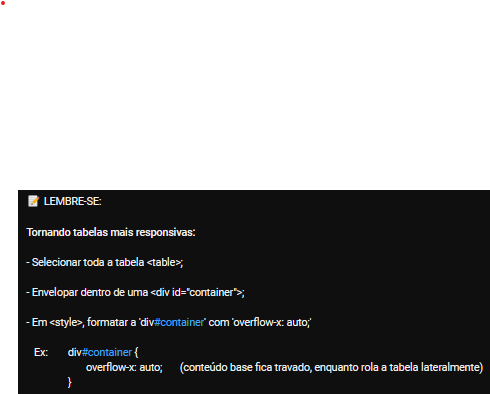 📝 LEMBRE-SE:
Tornando tabelas mais responsivas:
- Selecionar toda a tabela <table>;
- Envelopar dentro de uma <div id="container">;
- Em <style>, formatar a 'div#container' com 'overflow-x: auto;'
Ex: div#container {
overflow-x: auto; (conteúdo base fica travado, enquanto rola a tabela lateralmente)
}